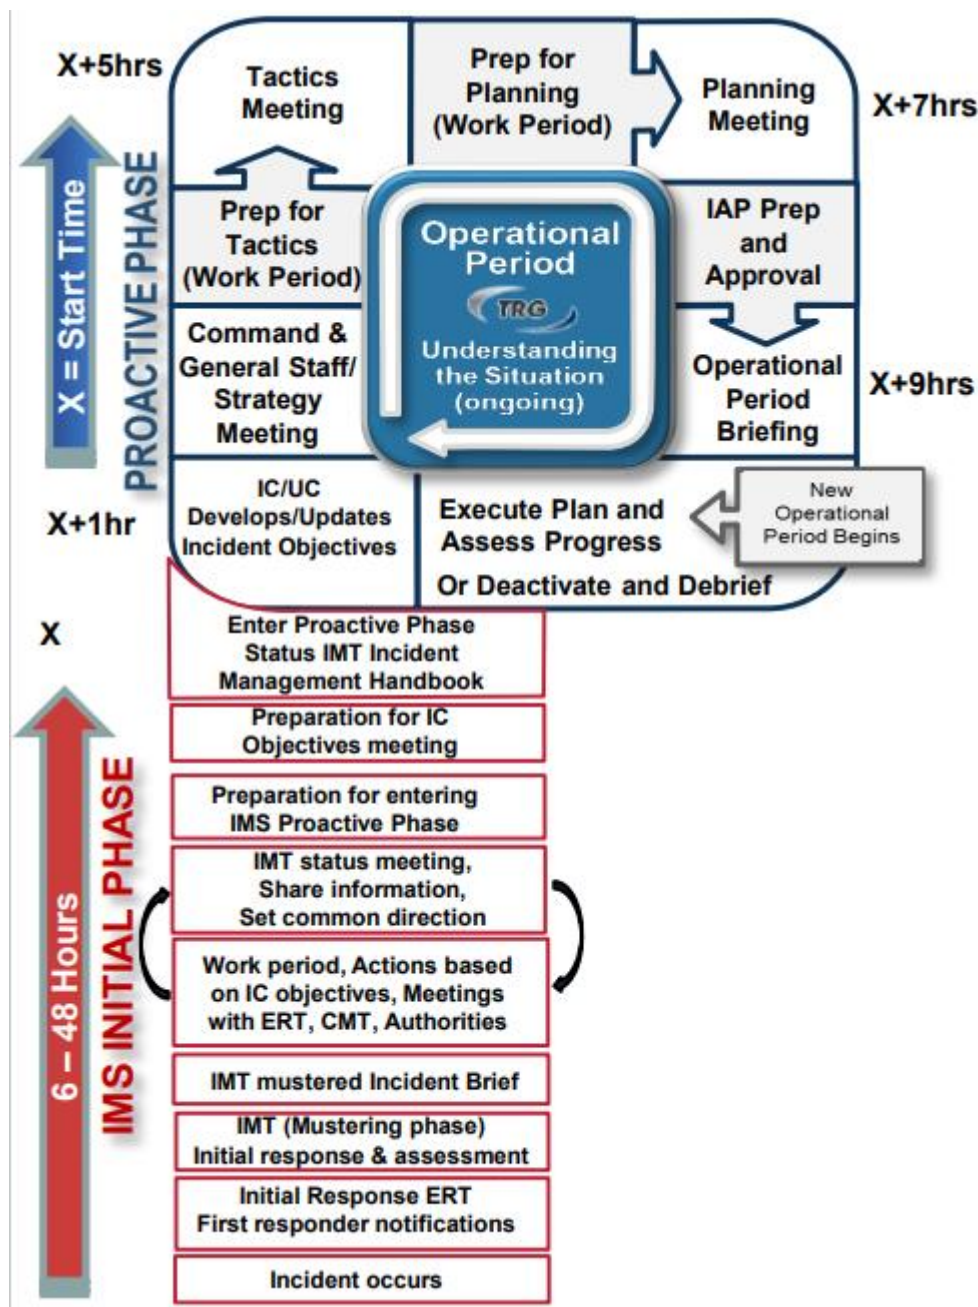 X+5hrs
Tactics
Meeting
Prep for
Planning
(Work Period)
Planning
Meeting
X+7hrs
X = Start Time
PROACTIVE PHASE
Prep for
Tactics
(Work Period)
Operational
Period
TRG
Understanding
the Situation
(ongoing)
IAP Prep
and
Approval
Command &
General Staff/
Strategy
Meeting
Operational
Period
Briefing
X+9hrs
X+1hr
IC/UC
Develops/Updates
Incident Objectives
Execute Plan and
Assess Progress
Or Deactivate and Debrief
New
Operational
Period Begins
X
Enter Proactive Phase
Status IMT Incident
Management Handbook
Preparation for IC
Objectives meeting
Preparation for entering
IMS Proactive Phase
IMT status meeting,
Share information,
Set common direction
Work period, Actions based
on IC objectives, Meetings
with ERT, CMT, Authorities
IMT mustered Incident Brief
IMT (Mustering phase)
Initial response & assessment
Initial Response ERT
First responder notifications
Incident occurs
6 – 48 Hours
IMS INITIAL PHASE